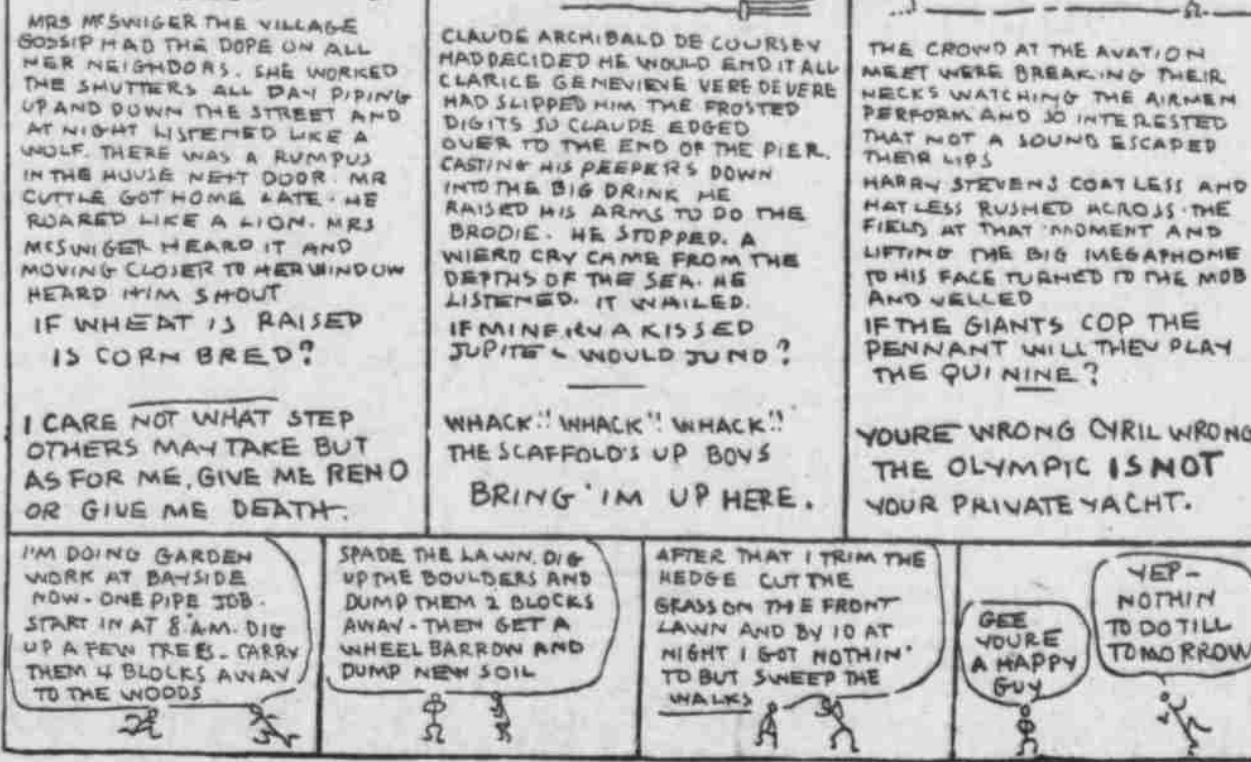 MRS McSWIGER THE VILLAGE
GOSSIP HAD THE DOPE ON ALL
HER NEIGHBORS. SHE WORKED
THE SHUTTERS ALL DAY PIPING
UP AND DOWN THE STREET AND
AT NIGHT LISTENED LIKE A
WOLF. THERE WAS A RUMPUS
IN THE HOUSE NEXT DOOR. MR
CUTTLE GOT HOME LATE. HE
ROARED LIKE A LION. MRS
McSWIGER HEARD IT AND
MOVING CLOSER TO HER WINDOW
HEARD HIM SHOUT
IF WHEAT IS RAISED
IS CORN BRED?
I CARE NOT WHAT STEP
OTHERS MAY TAKE BUT
AS FOR ME, GIVE ME RENO
OR GIVE ME DEATH.
CLAUDE ARCHIBALD DE COURSEY
HAD DECIDED HE WOULD END IT ALL
CLARICE GENEVIEVE VERE DE VERE
HAD SLIPPED HIM THE FROSTED
DIGITS SO CLAUDE EDGED
OVER TO THE END OF THE PIER.
CASTING HIS PEEPERS DOWN
INTO THE BIG DRINK HE
RAISED HIS ARMS TO DO THE
BRODIE. HE STOPPED. A
WIERD CRY CAME FROM THE
DEPTHS OF THE SEA. HE
LISTENED. IT WAILED.
IF MINERVA KISSED
JUPITER WOULD JUNO?
WHACK!! WHACK!! WHACK!!
THE SCAFFOLD'S UP BOYS
BRING 'IM UP HERE.
THE CROWD AT THE AVATION
MEET WERE BREAKING THEIR
NECKS WATCHING THE AIRMEN
PERFORM AND SO INTERESTED
THAT NOT A SOUND ESCAPED
THEIR LIPS
HARRY STEVENS COATLESS AND
HATLESS RUSHED ACROSS THE
FIELD AT THAT MOMENT AND
LIFTING THE BIG MEGAPHONE
TO HIS FACE TURNED TO THE MOB
AND YELLED
IF THE GIANTS COP THE
PENNANT WILL THEY PLAY
THE QUI NINE?
YOURE WRONG CYRIL WRONG
THE OLYMPIC IS NOT
YOUR PRIVATE YACHT.
I'M DOING GARDEN
WORK AT BAYSIDE
NOW - ONE PIPE JOB.
START IN AT 8 A.M. DIG
UP A FEW TREES - CARRY
THEM 4 BLOCKS AWAY
TO THE WOODS
SPADE THE LAWN. DIG
UP THE BOULDERS AND
DUMP THEM 2 BLOCKS
AWAY - THEN GET A
WHEEL BARROW AND
DUMP NEW SOIL
AFTER THAT I TRIM THE
HEDGE CUT THE
GRASS ON THE FRONT
LAWN AND BY 10 AT
NIGHT I GOT NOTHIN'
TO BUT SWEEP THE
WALKS
GEE
YOURE
A HAPPY
GUY
YEP -
NOTHIN
TO DO TILL
TOMORROW